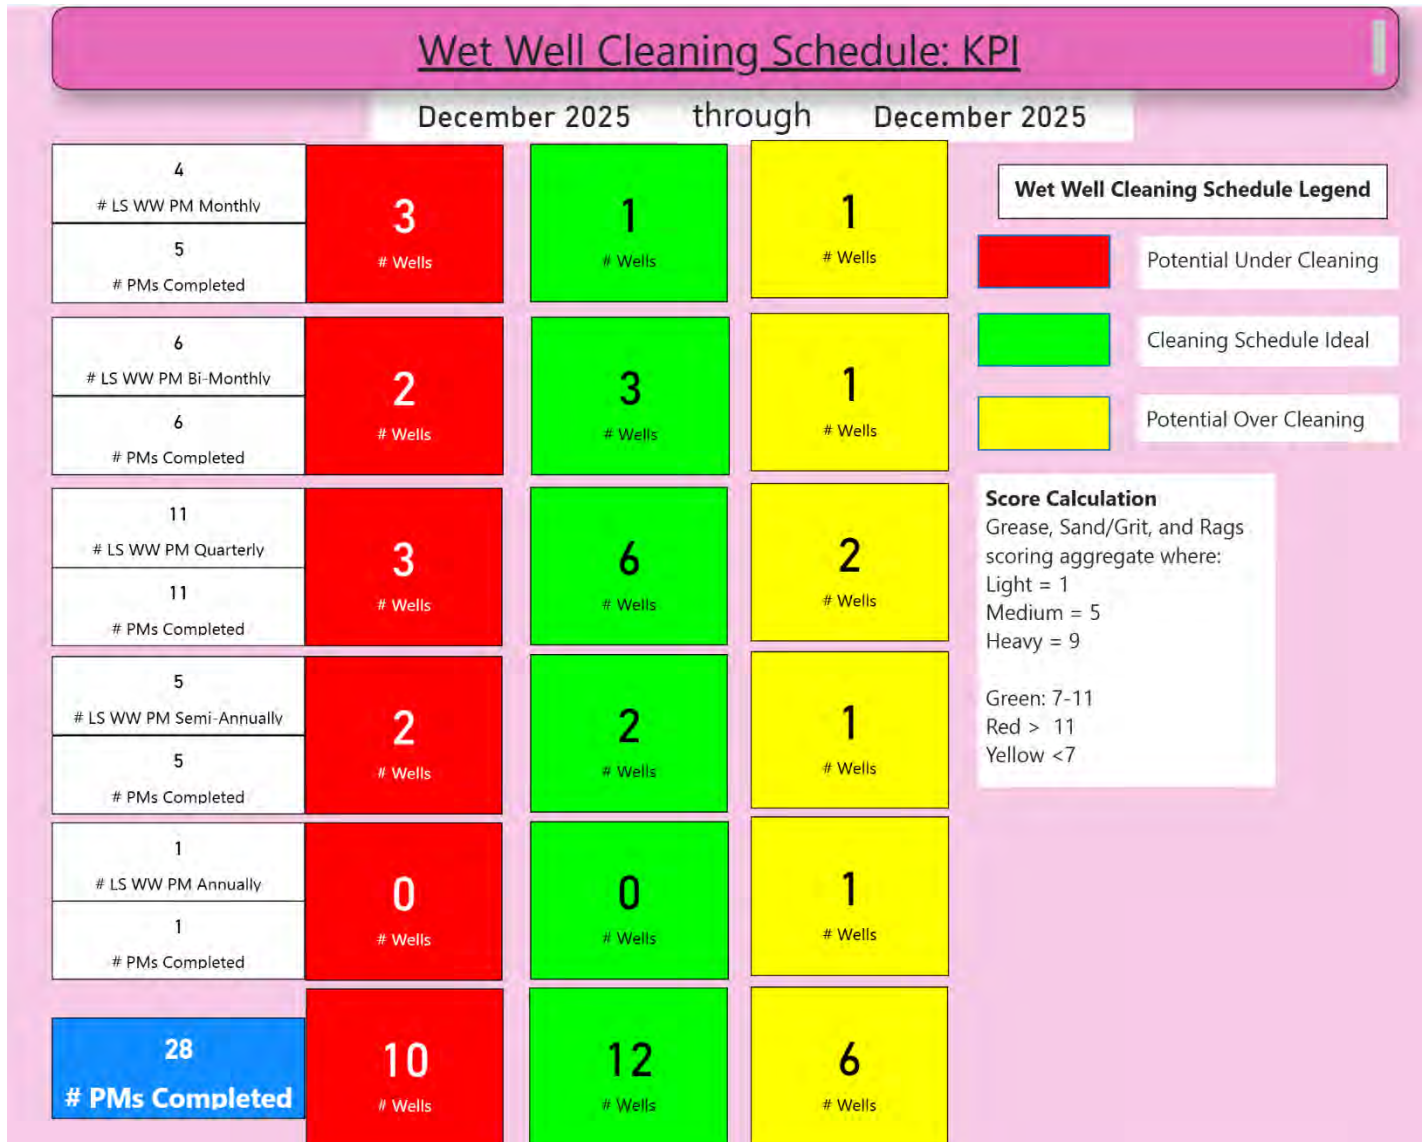 Wet Well Cleaning Schedule: KPI
December 2025 through December 2025
4
# LS WW PM Monthly
5
# PMs Completed
3
# Wells
1
# Wells
1
# Wells
6
# LS WW PM Bi-Monthly
6
# PMs Completed
2
# Wells
3
# Wells
1
# Wells
11
# LS WW PM Quarterly
11
# PMs Completed
3
# Wells
6
# Wells
2
# Wells
5
# LS WW PM Semi-Annually
5
# PMs Completed
2
# Wells
2
# Wells
1
# Wells
1
# LS WW PM Annually
1
# PMs Completed
0
# Wells
0
# Wells
1
# Wells
28
# PMs Completed
10
# Wells
12
# Wells
6
# Wells
Wet Well Cleaning Schedule Legend
Potential Under Cleaning
Cleaning Schedule Ideal
Potential Over Cleaning
Score Calculation
Grease, Sand/Grit, and Rags
scoring aggregate where:
Light = 1
Medium = 5
Heavy = 9
Green: 7-11
Red > 11
Yellow <7